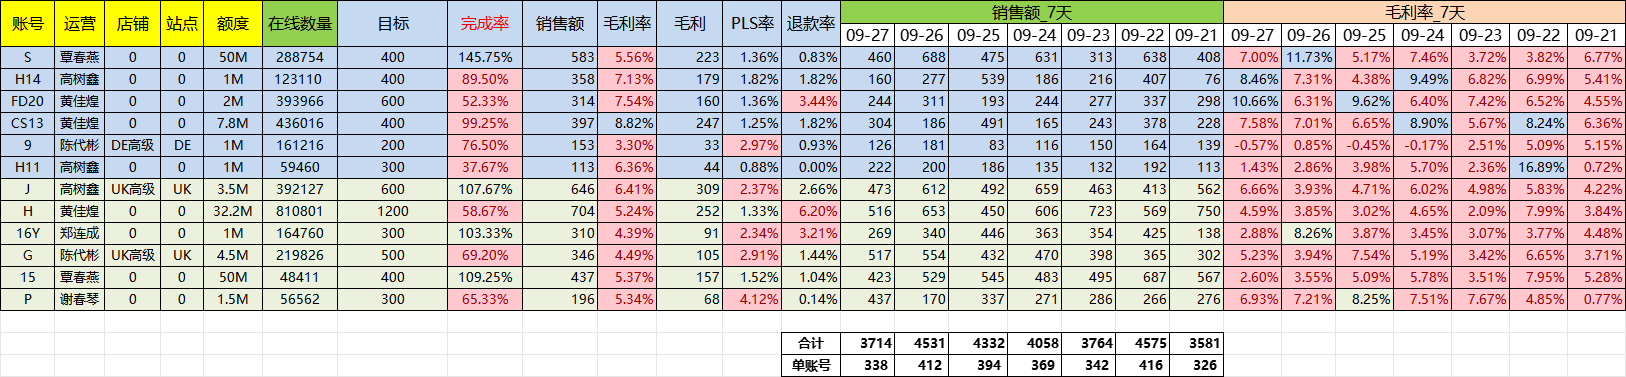 账号 运营 店铺 站点 额度 在线数量 目标 完成率 销售额 毛利率 毛利 PLS率 退款率 销售额_7天 毛利率_7天
09-27 09-26 09-25 09-24 09-23 09-22 09-21 09-27 09-26 09-25 09-24 09-23 09-22 09-21
S 覃春燕 0 0 50M 288754 400 145.75% 583 5.56% 223 1.36% 0.83% 460 688 475 631 313 638 408 7.00% 11.73% 5.17% 7.46% 3.72% 3.82% 6.77%
H14 高树鑫 0 0 1M 123110 400 89.50% 358 7.13% 179 1.82% 1.82% 160 277 539 186 216 407 76 8.46% 7.31% 4.38% 9.49% 6.82% 6.99% 5.41%
FD20 黄佳煌 0 0 2M 393966 600 52.33% 314 7.54% 160 1.36% 3.44% 244 311 193 244 277 337 298 10.66% 6.31% 9.62% 6.40% 7.42% 6.52% 4.55%
CS13 黄佳煌 0 0 7.8M 436016 400 99.25% 397 8.82% 247 1.25% 1.82% 304 186 491 165 243 378 228 7.58% 7.01% 6.65% 8.90% 5.67% 8.24% 6.36%
9 陈代彬 DE高级 DE 1M 161216 200 76.50% 153 3.30% 33 2.97% 0.93% 126 181 83 116 150 164 139 -0.57% 0.85% -0.45% -0.17% 2.51% 5.09% 5.15%
H11 高树鑫 0 0 1M 59460 300 37.67% 113 6.36% 44 0.88% 0.00% 222 200 186 135 132 192 113 1.43% 2.86% 3.98% 5.70% 2.36% 16.89% 0.72%
J 高树鑫 UK高级 UK 3.5M 392127 600 107.67% 646 6.41% 309 2.37% 2.66% 473 612 492 659 463 413 562 6.66% 3.93% 4.71% 6.02% 4.98% 5.83% 4.22%
H 黄佳煌 0 0 32.2M 810801 1200 58.67% 704 5.24% 252 1.33% 6.20% 516 653 450 606 723 569 750 4.59% 3.85% 3.02% 4.65% 2.09% 7.99% 3.84%
16Y 郑连成 0 0 1M 164760 300 103.33% 310 4.39% 91 2.34% 3.21% 269 340 446 363 354 425 138 2.88% 8.26% 3.87% 3.45% 3.07% 3.77% 4.48%
G 陈代彬 UK高级 UK 4.5M 219826 500 69.20% 346 4.49% 105 2.91% 1.44% 517 554 432 470 398 365 302 5.23% 3.94% 7.54% 5.19% 3.42% 6.65% 3.71%
15 覃春燕 0 0 50M 48411 400 109.25% 437 5.37% 157 1.52% 1.04% 423 529 545 483 495 687 567 2.60% 3.55% 5.09% 5.78% 3.51% 7.95% 5.28%
P 谢春琴 0 0 1.5M 56562 300 65.33% 196 5.34% 68 4.12% 0.14% 437 170 337 271 286 266 276 6.93% 7.21% 8.25% 7.51% 7.67% 4.85% 0.77%
合计 3714 4531 4332 4058 3764 4575 3581
单账号 338 412 394 369 342 416 326